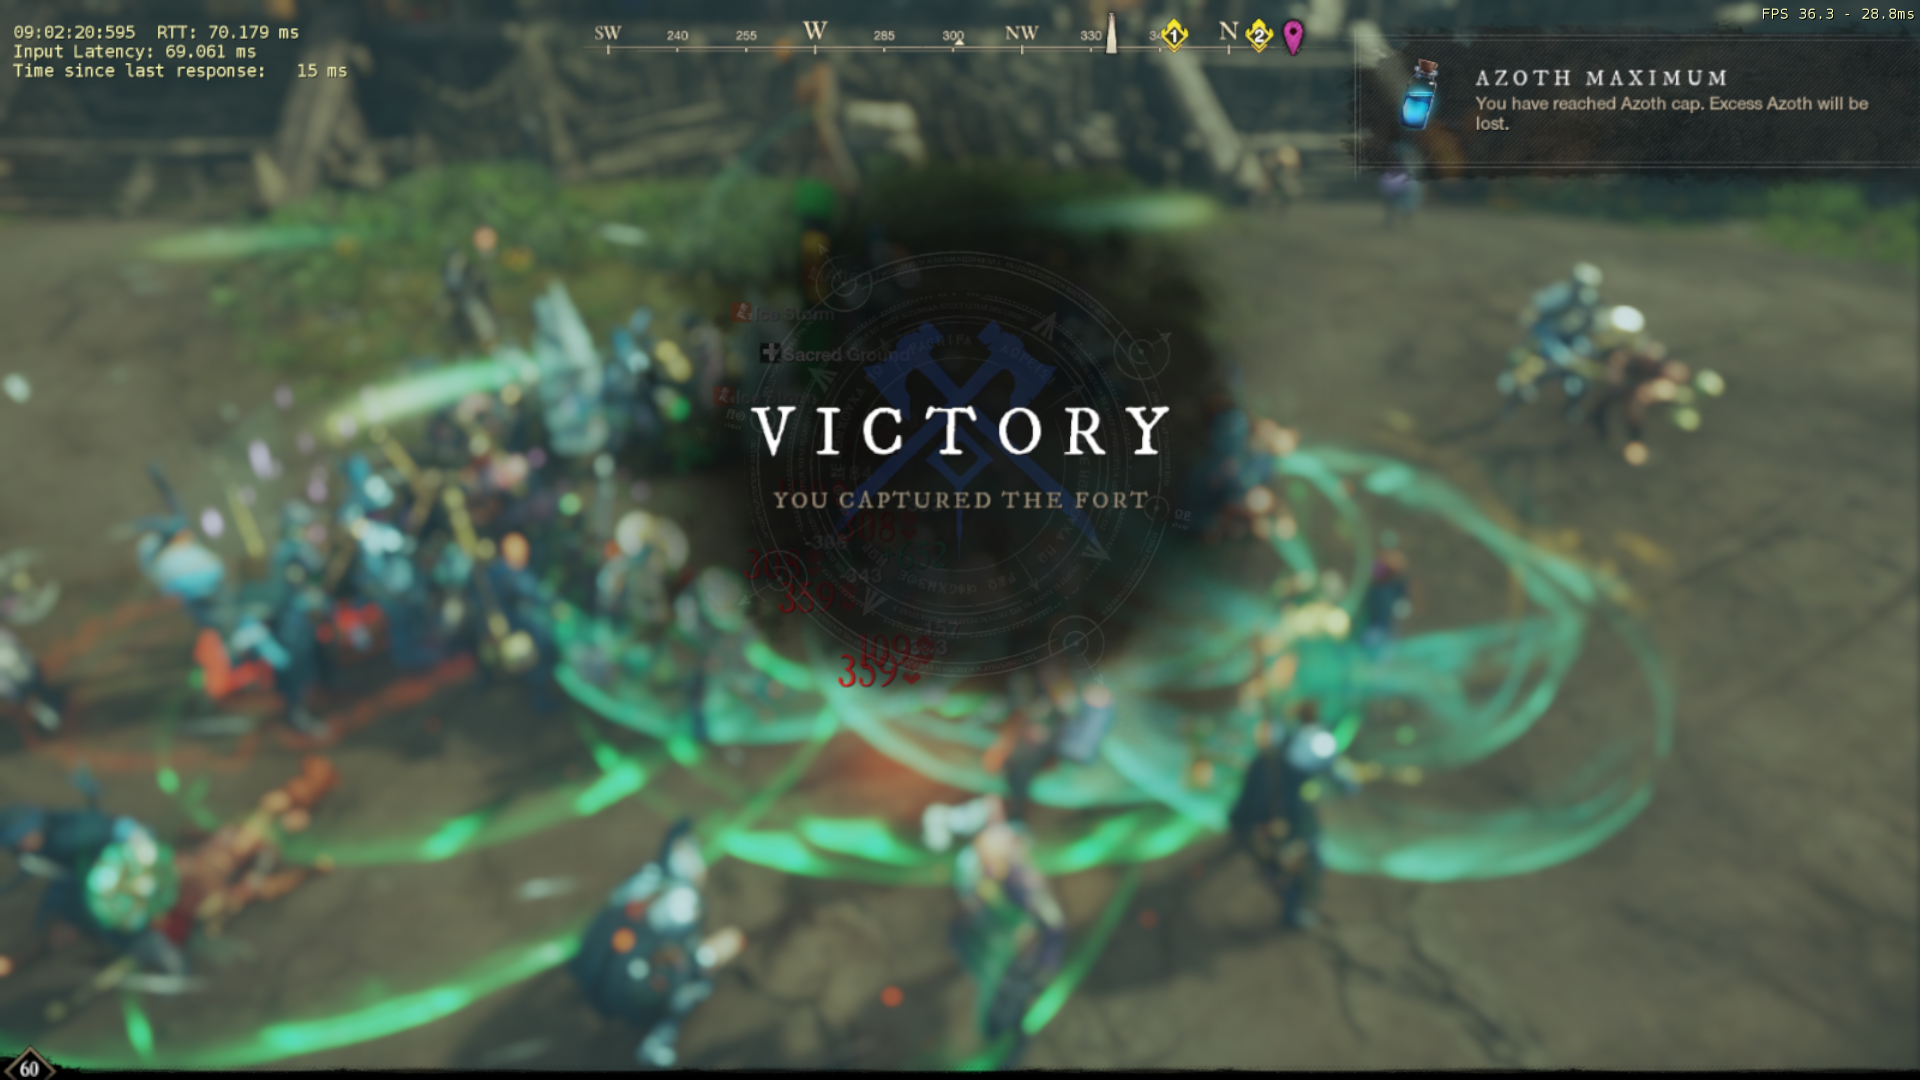 09:02:20:595  RTT: 70.179 ms
Input Latency: 69.061 ms
Time since last response:   15 ms
SW 240 255 W 285 300 NW 330 1 N 2
FPS 36.3 - 28.8ms
AZOTH MAXIMUM
You have reached Azoth cap. Excess Azoth will be
lost.
Ice Storm
Sacred Ground
VICTORY
YOU CAPTURED THE FORT
359
359
60